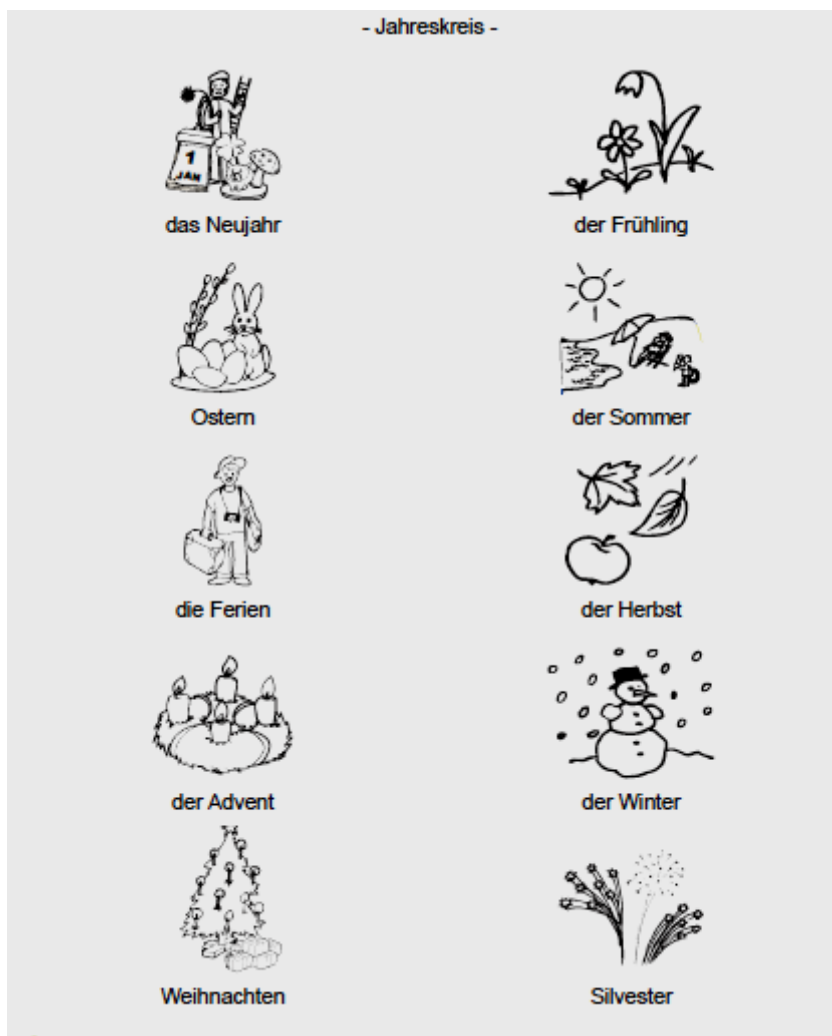 - Jahreskreis -
1
JAN
das Neujahr
der Frühling
Ostern
der Sommer
die Ferien
der Herbst
der Advent
der Winter
Weihnachten
Silvester